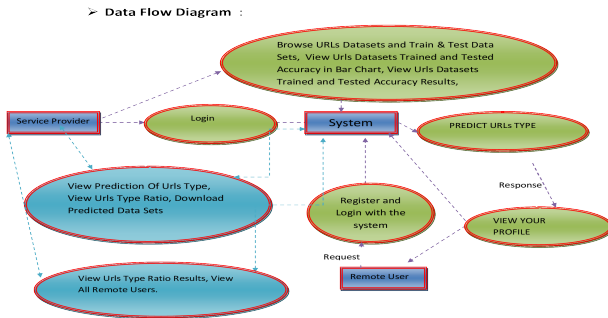 ➢ Data Flow Diagram :
Browse URLs Datasets and Train & Test Data
Sets, View Urls Datasets Trained and Tested
Accuracy in Bar Chart, View Urls Datasets
Trained and Tested Accuracy Results,
Service Provider
Login
System
PREDICT URLs TYPE
View Prediction Of Urls Type,
View Urls Type Ratio, Download
Predicted Data Sets
Register and
Login with the
system
Response
VIEW YOUR
PROFILE
Request
Remote User
View Urls Type Ratio Results, View
All Remote Users.